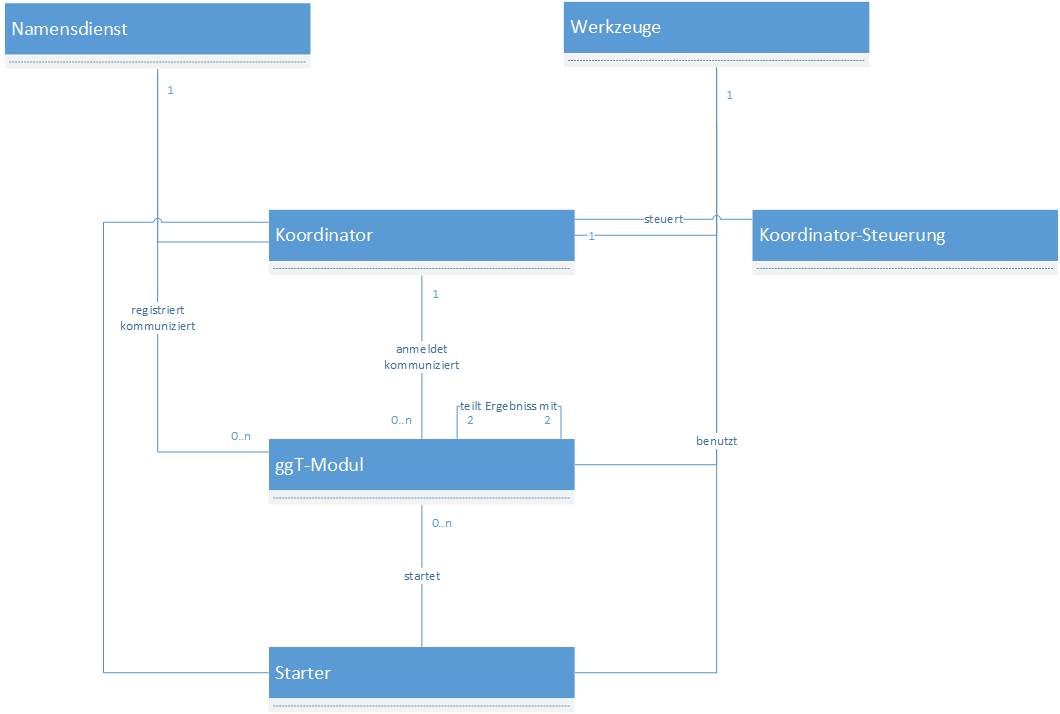 Namensdienst
Werkzeuge
1
1
Koordinator
steuert
1
Koordinator-Steuerung
1
registriert
kommuniziert
anmeldet
kommuniziert
teilt Ergebniss mit
0..n
2
2
0..n
benutzt
ggT-Modul
0..n
startet
Starter